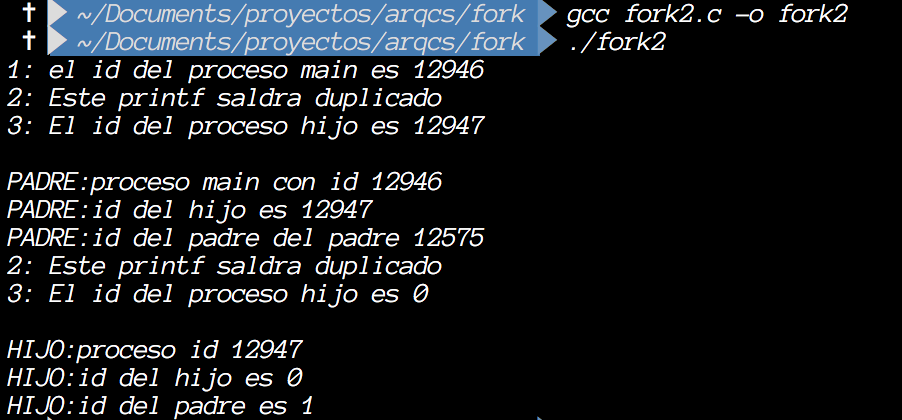 † ~/Documents/proyectos/arqcs/fork gcc fork2.c -o fork2
† ~/Documents/proyectos/arqcs/fork ./fork2
1: el id del proceso main es 12946
2: Este printf saldra duplicado
3: El id del proceso hijo es 12947
PADRE:proceso main con id 12946
PADRE:id del hijo es 12947
PADRE:id del padre del padre 12575
2: Este printf saldra duplicado
3: El id del proceso hijo es 0
HIJO:proceso id 12947
HIJO:id del hijo es 0
HIJO:id del padre es 1